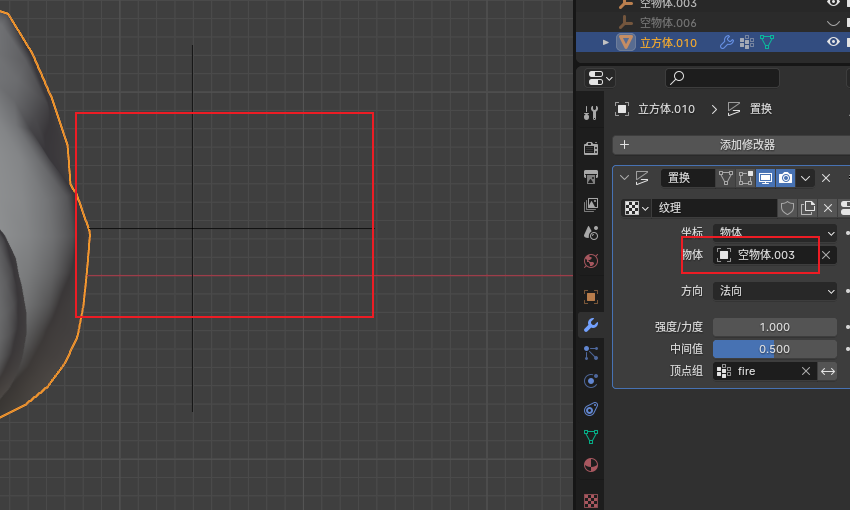 空物体.003
空物体.006
立方体.010
立方体.010 > 置换
+ 添加修改器
置换
纹理
坐标 物体
物体 空物体.003
方向 法向
强度/力度 1.000
中间值 0.500
顶点组 fire